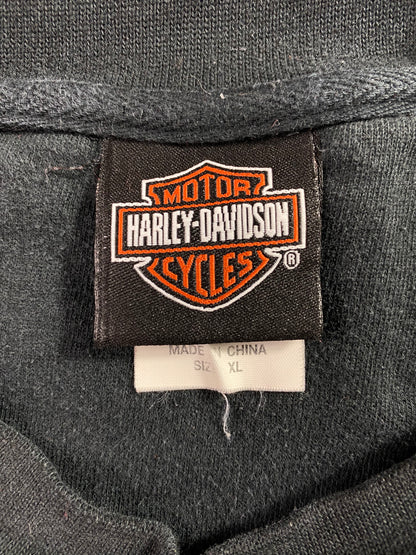 MOTOR
HARLEY-DAVIDSON
CYCLES
®
MADE IN CHINA
SIZE XL